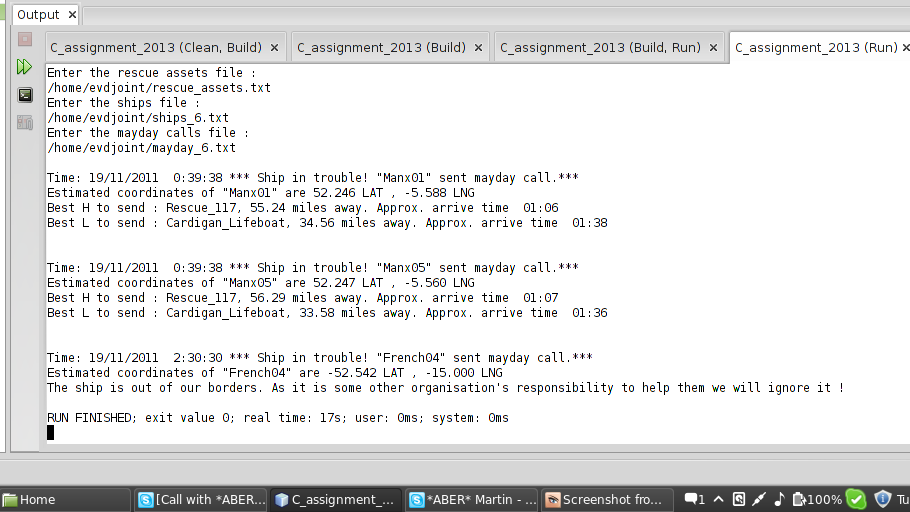 Output ×
C_assignment_2013 (Clean, Build) × C_assignment_2013 (Build) × C_assignment_2013 (Build, Run) × C_assignment_2013 (Run) ×
Enter the rescue assets file :
/home/evdjoint/rescue_assets.txt
Enter the ships file :
/home/evdjoint/ships_6.txt
Enter the mayday calls file :
/home/evdjoint/mayday_6.txt
Time: 19/11/2011  0:39:38 *** Ship in trouble! "Manx01" sent mayday call.***
Estimated coordinates of "Manx01" are 52.246 LAT , -5.588 LNG
Best H to send : Rescue_117, 55.24 miles away. Approx. arrive time  01:06
Best L to send : Cardigan_Lifeboat, 34.56 miles away. Approx. arrive time  01:38
Time: 19/11/2011  0:39:38 *** Ship in trouble! "Manx05" sent mayday call.***
Estimated coordinates of "Manx05" are 52.247 LAT , -5.560 LNG
Best H to send : Rescue_117, 56.29 miles away. Approx. arrive time  01:07
Best L to send : Cardigan_Lifeboat, 33.58 miles away. Approx. arrive time  01:36
Time: 19/11/2011  2:30:30 *** Ship in trouble! "French04" sent mayday call.***
Estimated coordinates of "French04" are -52.542 LAT , -15.000 LNG
The ship is out of our borders. As it is some other organisation's responsibility to help them we will ignore it !
RUN FINISHED; exit value 0; real time: 17s; user: 0ms; system: 0ms
Home [Call with *ABER... C_assignment_... *ABER* Martin - ... Screenshot fro... 1 100% Tu